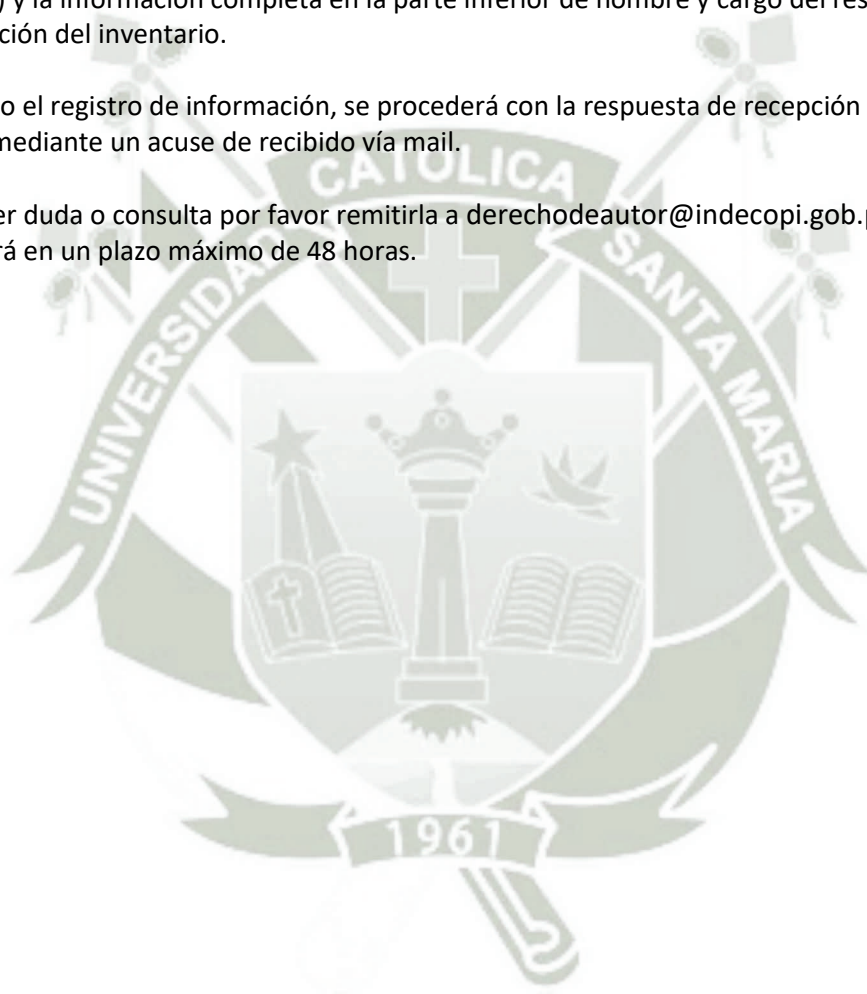 ) y la información completa en la parte inferior de nombre y cargo del res
ción del inventario.
o el registro de información, se procederá con la respuesta de recepción
mediante un acuse de recibido vía mail.
er duda o consulta por favor remitirla a derechodeautor@indecopi.gob.p
rá en un plazo máximo de 48 horas.
UNIVERSIDAD CATOLICA SANTA MARIA
1961